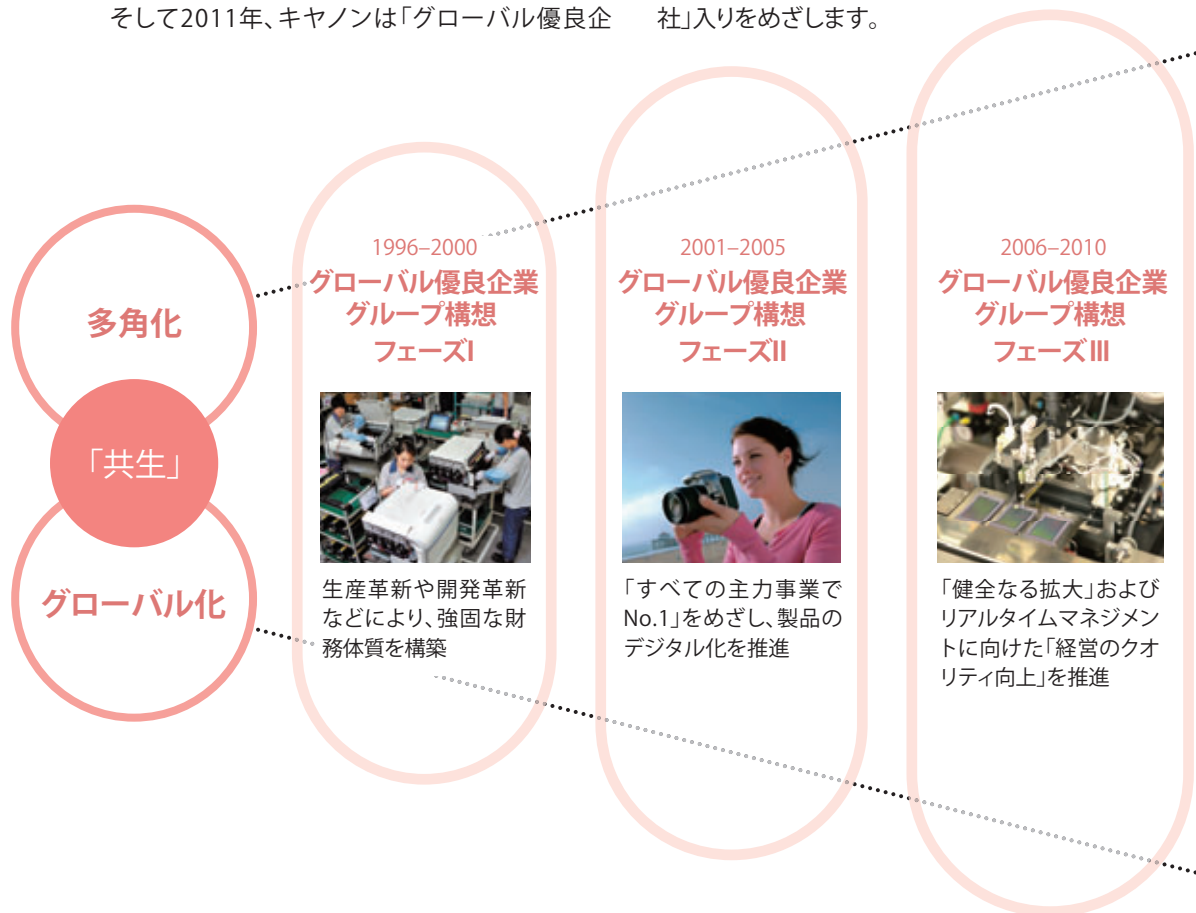 そして2011年、キヤノンは「グローバル優良企
社」入りをめざします。
多角化
「共生」
グローバル化
1996–2000
グローバル優良企業
グループ構想
フェーズI
生産革新や開発革新
などにより、強固な財
務体質を構築
2001–2005
グローバル優良企業
グループ構想
フェーズII
「すべての主力事業で
No.1」をめざし、製品の
デジタル化を推進
2006–2010
グローバル優良企業
グループ構想
フェーズⅢ
「健全なる拡大」および
リアルタイムマネジメン
トに向けた「経営のクオ
リティ向上」を推進